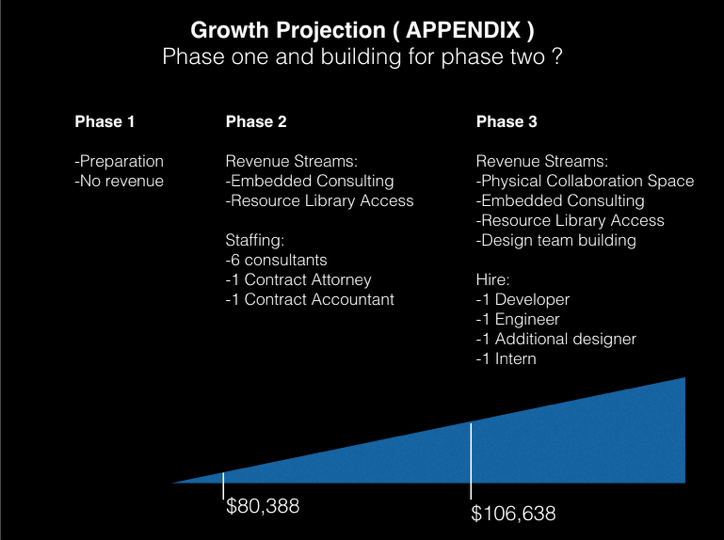 Growth Projection ( APPENDIX )
Phase one and building for phase two ?
Phase 1
-Preparation
-No revenue
Phase 2
Revenue Streams:
-Embedded Consulting
-Resource Library Access
Staffing:
-6 consultants
-1 Contract Attorney
-1 Contract Accountant
Phase 3
Revenue Streams:
-Physical Collaboration Space
-Embedded Consulting
-Resource Library Access
-Design team building
Hire:
-1 Developer
-1 Engineer
-1 Additional designer
-1 Intern
$80,388
$106,638